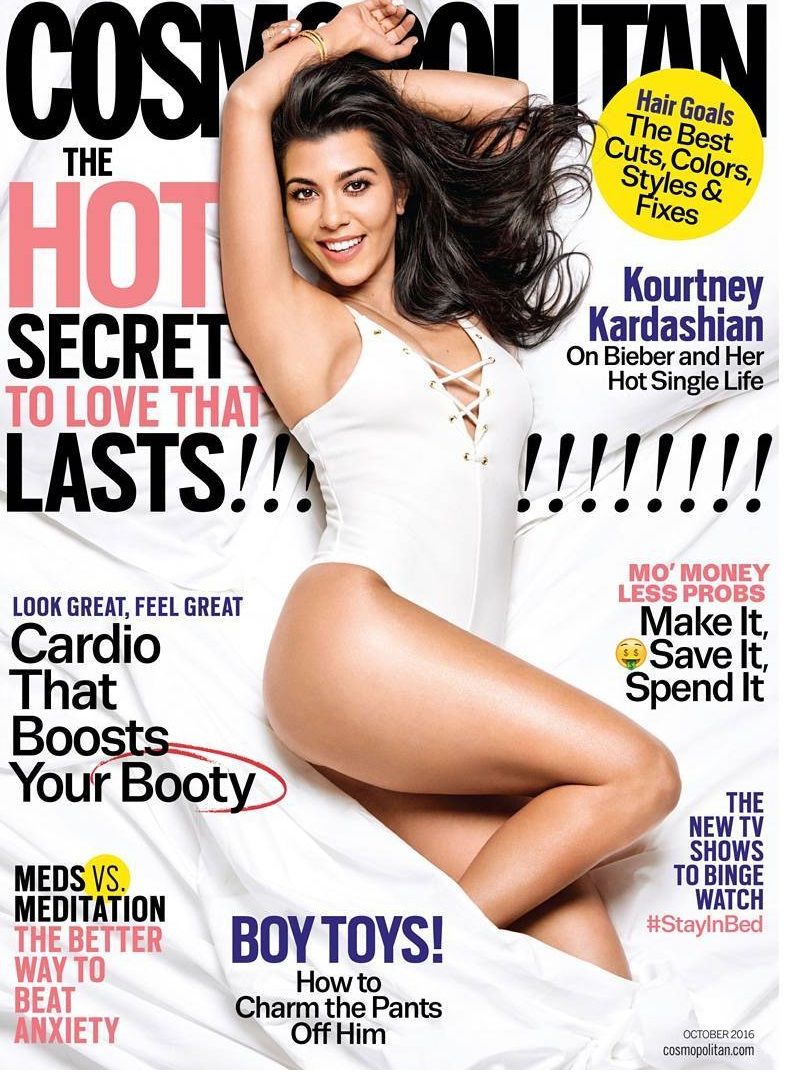 COSMOPOLITAN
THE
HOT
SECRET
TO LOVE THAT
LASTS!!! !!!!!!!!
Hair Goals
The Best
Cuts, Colors,
Styles &
Fixes
Kourtney
Kardashian
On Bieber and Her
Hot Single Life
LOOK GREAT, FEEL GREAT
Cardio
That
Boosts
Your Booty
MO' MONEY
LESS PROBS
Make It,
Save It,
Spend It
THE
NEW TV
SHOWS
TO BINGE
WATCH
#StayInBed
MEDS VS.
MEDITATION
THE BETTER
WAY TO
BEAT
ANXIETY
BOY TOYS!
How to
Charm the Pants
Off Him
OCTOBER 2016
cosmopolitan.com